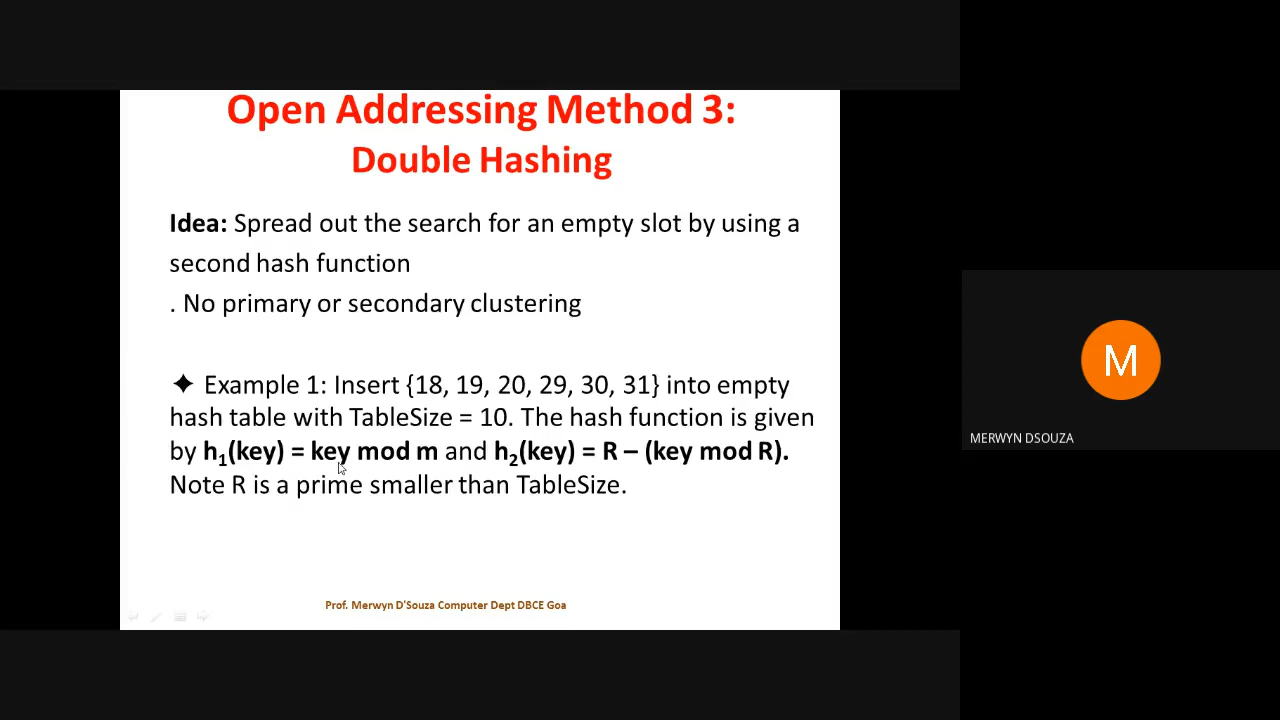 Open Addressing Method 3:
Double Hashing
Idea: Spread out the search for an empty slot by using a
second hash function
. No primary or secondary clustering
✦ Example 1: Insert {18, 19, 20, 29, 30, 31} into empty
hash table with TableSize = 10. The hash function is given
by h₁(key) = key mod m and h₂(key) = R – (key mod R).
Note R is a prime smaller than TableSize.
Prof. Merwyn D'Souza Computer Dept DBCE Goa
M
MERWYN DSOUZA